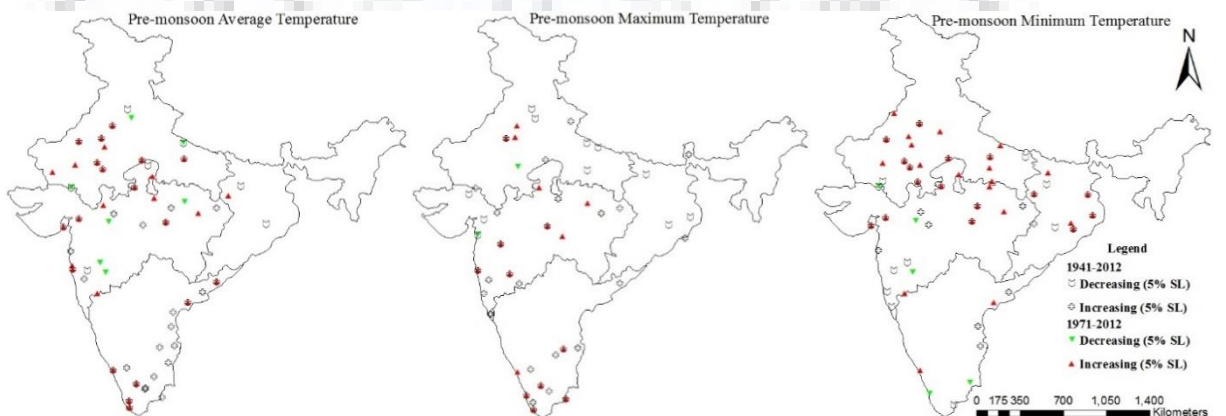 Pre-monsoon Average Temperature
Pre-monsoon Maximum Temperature
Pre-monsoon Minimum Temperature
N
Legend
1941-2012
Decreasing (5% SL)
Increasing (5% SL)
1971-2012
Decreasing (5% SL)
Increasing (5% SL)
0 175 350 700 1,050 1,400
Kilometers